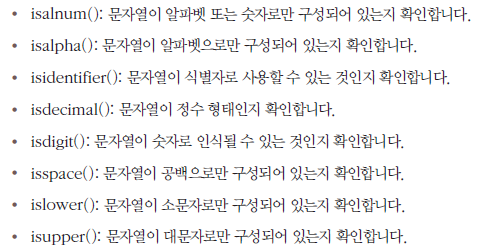 • isalnum(): 문자열이 알파벳 또는 숫자로만 구성되어 있는지 확인합니다.
• isalpha(): 문자열이 알파벳으로만 구성되어 있는지 확인합니다.
• isidentifier(): 문자열이 식별자로 사용할 수 있는 것인지 확인합니다.
• isdecimal(): 문자열이 정수 형태인지 확인합니다.
• isdigit(): 문자열이 숫자로 인식될 수 있는 것인지 확인합니다.
• isspace(): 문자열이 공백으로만 구성되어 있는지 확인합니다.
• islower(): 문자열이 소문자로만 구성되어 있는지 확인합니다.
• isupper(): 문자열이 대문자로만 구성되어 있는지 확인합니다.